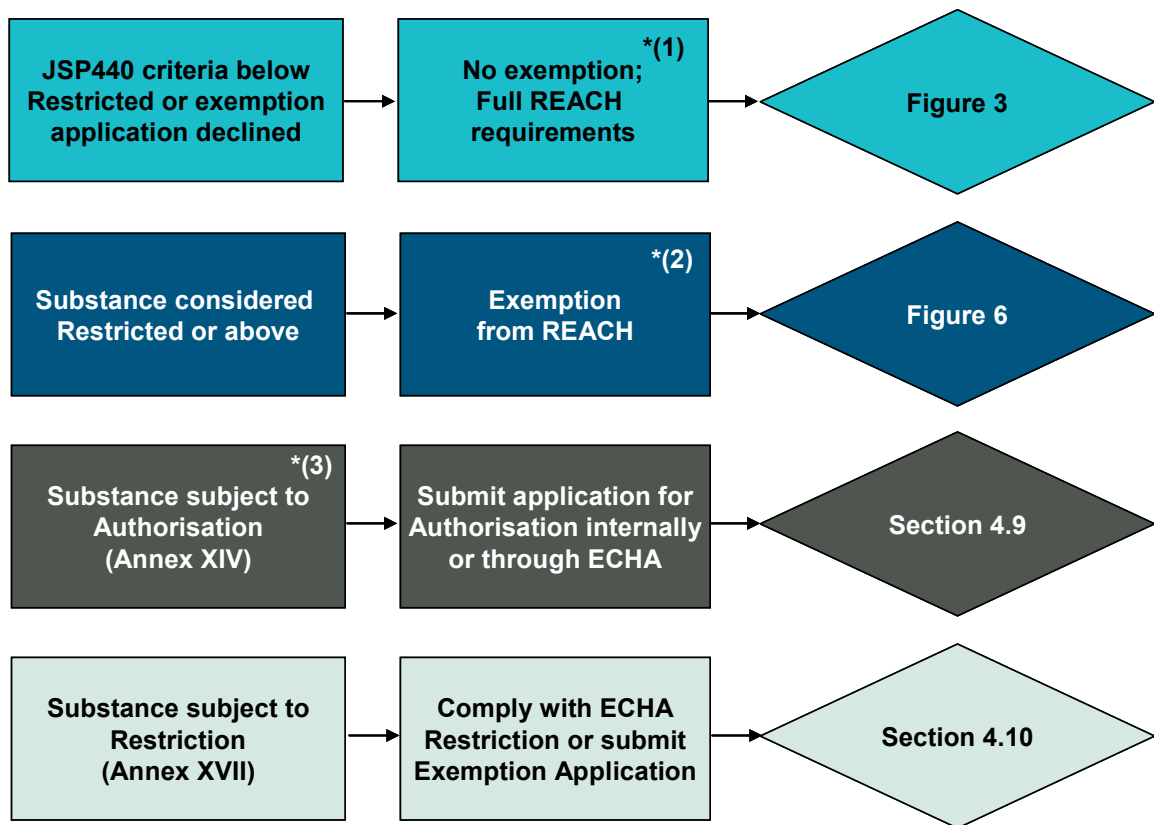 JSP440 criteria below
Restricted or exemption
application declined
*(1)
No exemption;
Full REACH
requirements
Figure 3
Substance considered
Restricted or above
*(2)
Exemption
from REACH
Figure 6
*(3)
Substance subject to
Authorisation
(Annex XIV)
Submit application for
Authorisation internally
or through ECHA
Section 4.9
Substance subject to
Restriction
(Annex XVII)
Comply with ECHA
Restriction or submit
Exemption Application
Section 4.10